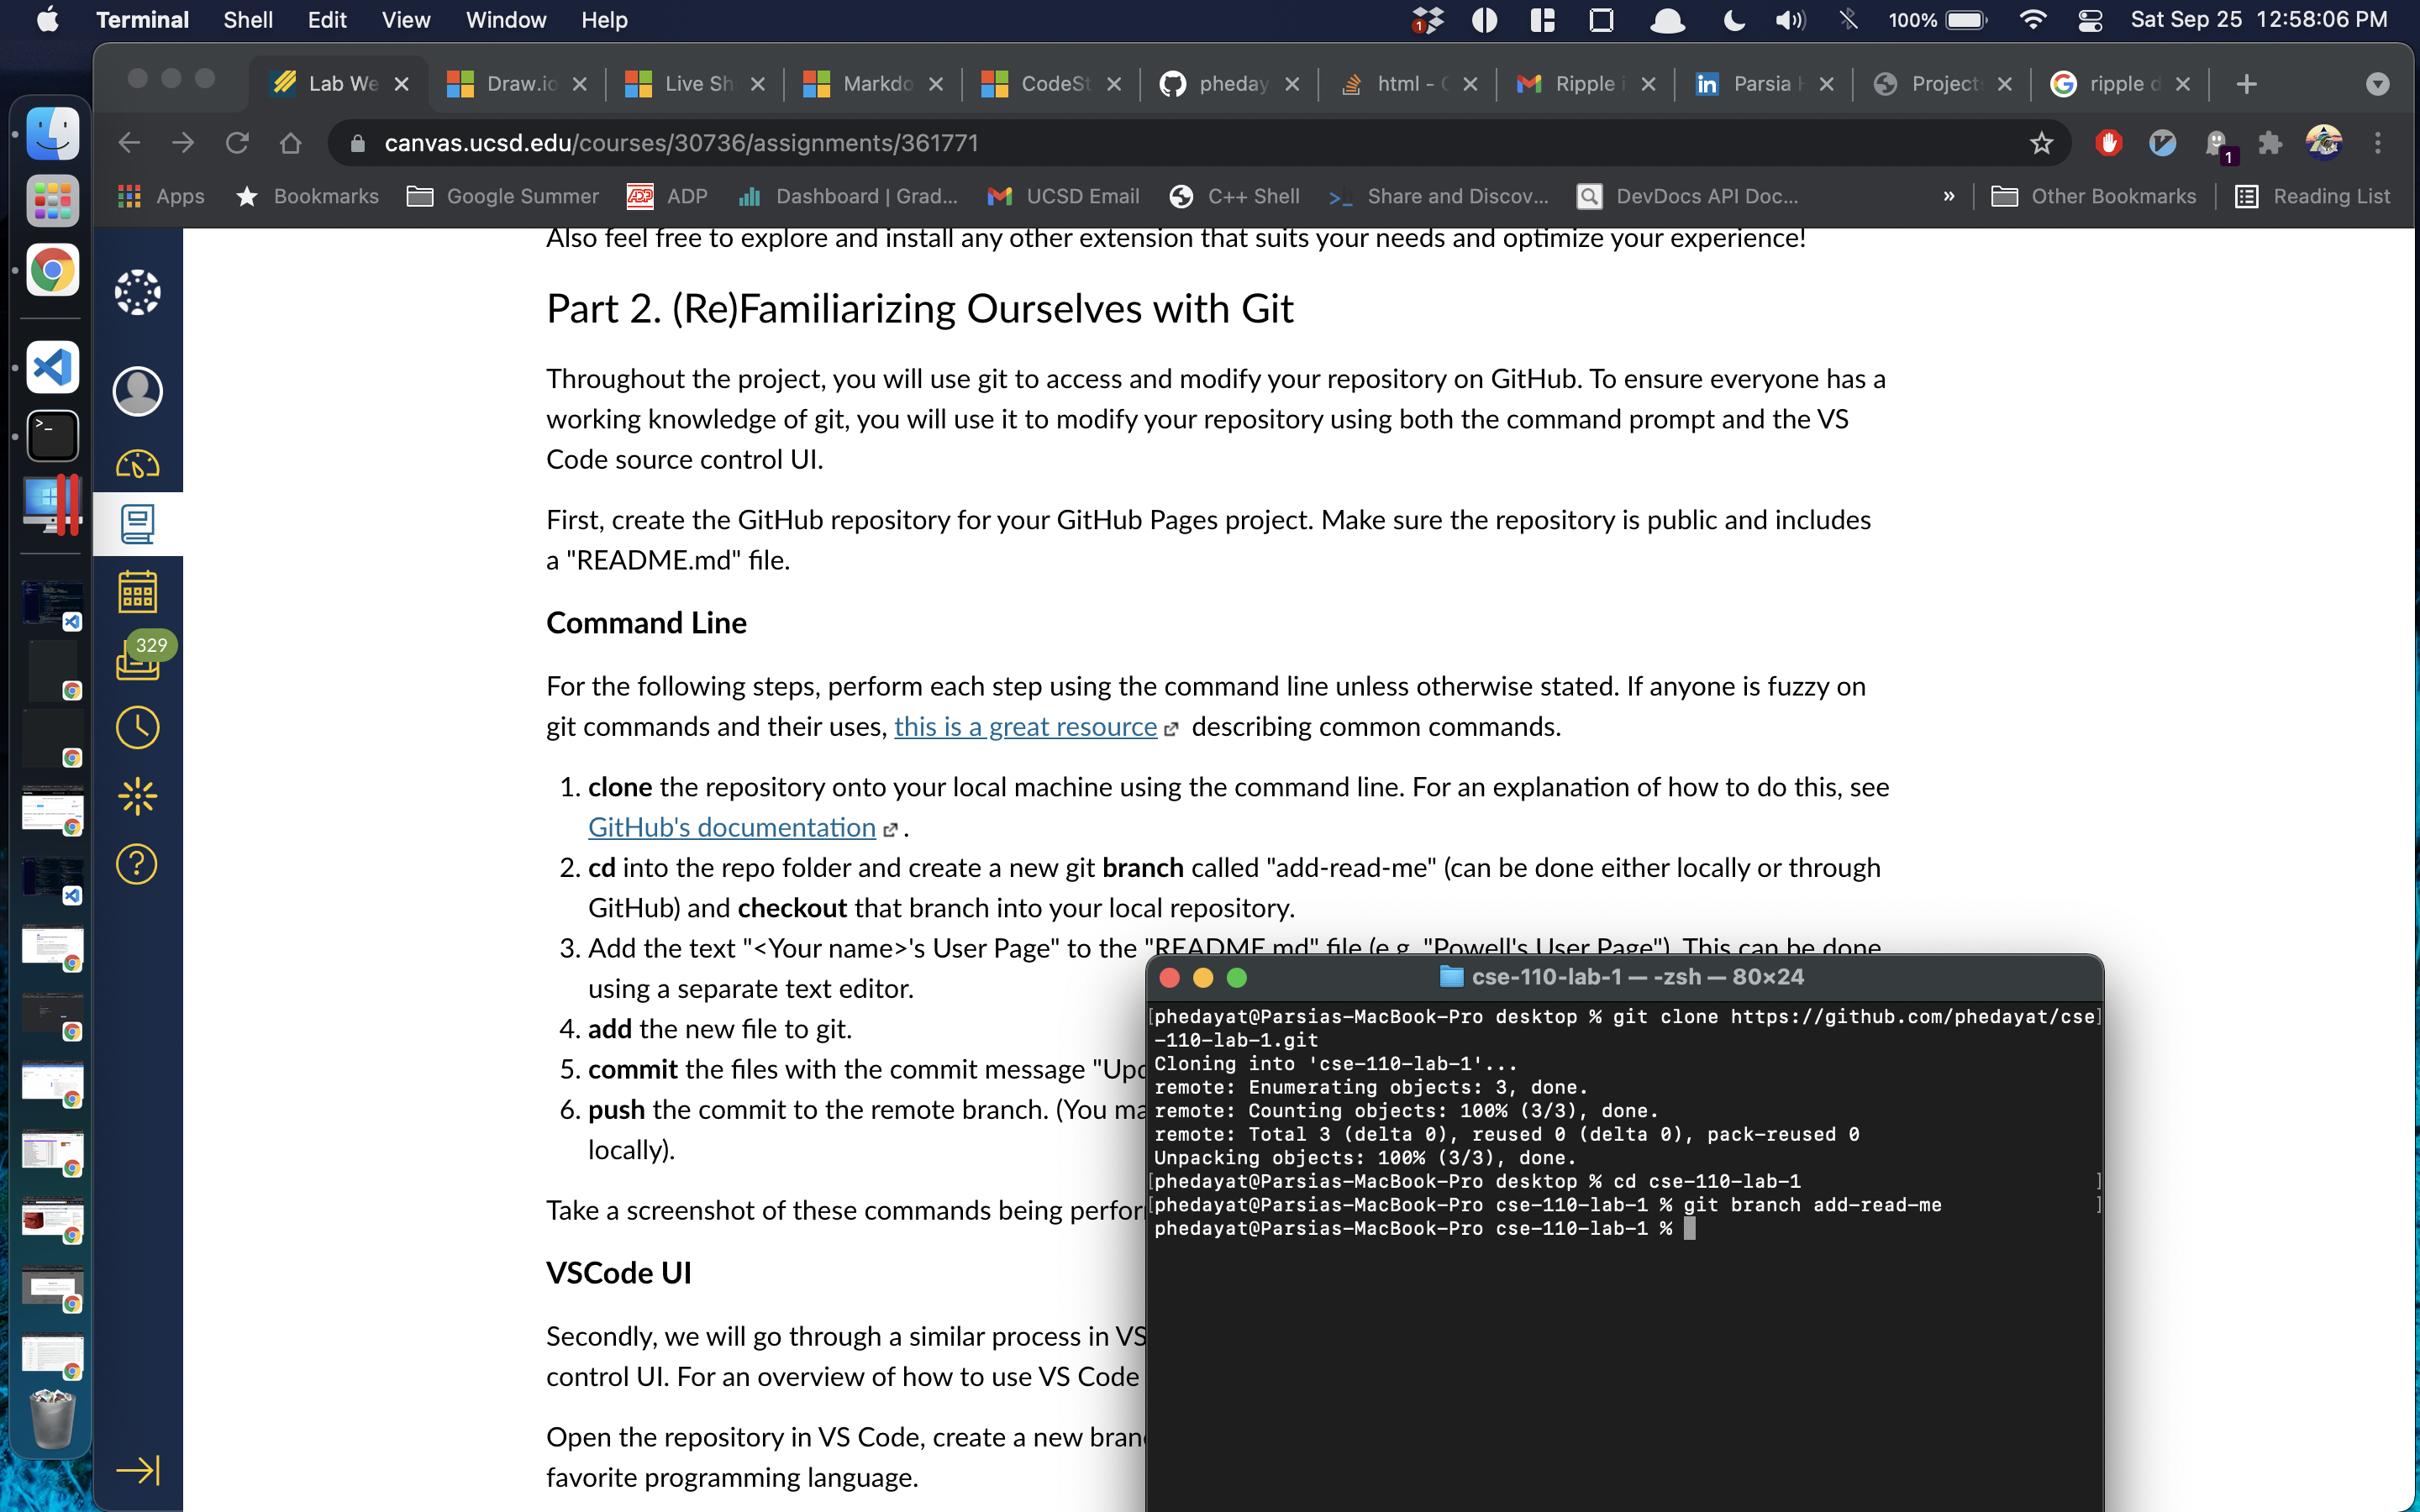 Terminal Shell Edit View Window Help 1 100% Sat Sep 25 12:58:06 PM
Lab We Draw.io Live Sh Markdo CodeSt pheday html - Ripple i Parsia H Project: ripple d
canvas.ucsd.edu/courses/30736/assignments/361771
1
Apps Bookmarks Google Summer ADP ADP Dashboard | Grad... UCSD Email C++ Shell Share and Discov... DevDocs API Doc... » Other Bookmarks Reading List
Also feel free to explore and install any other extension that suits your needs and optimize your experience!
Part 2. (Re)Familiarizing Ourselves with Git
Throughout the project, you will use git to access and modify your repository on GitHub. To ensure everyone has a
working knowledge of git, you will use it to modify your repository using both the command prompt and the VS
Code source control UI.
First, create the GitHub repository for your GitHub Pages project. Make sure the repository is public and includes
a "README.md" file.
329
Command Line
For the following steps, perform each step using the command line unless otherwise stated. If anyone is fuzzy on
git commands and their uses, this is a great resource describing common commands.
1. clone the repository onto your local machine using the command line. For an explanation of how to do this, see
GitHub's documentation .
2. cd into the repo folder and create a new git branch called "add-read-me" (can be done either locally or through
GitHub) and checkout that branch into your local repository.
3. Add the text "<Your name>'s User Page" to the "README.md" file (e.g. "Powell's User Page"). This can be done
using a separate text editor.
4. add the new file to git.
5. commit the files with the commit message "Upd
6. push the commit to the remote branch. (You ma
locally).
Take a screenshot of these commands being perfor
VSCode UI
Secondly, we will go through a similar process in VS
control UI. For an overview of how to use VS Code
Open the repository in VS Code, create a new bran
favorite programming language.
cse-110-lab-1 — -zsh — 80×24
[phedayat@Parsias-MacBook-Pro desktop % git clone https://github.com/phedayat/cse]
-110-lab-1.git
Cloning into 'cse-110-lab-1'...
remote: Enumerating objects: 3, done.
remote: Counting objects: 100% (3/3), done.
remote: Total 3 (delta 0), reused 0 (delta 0), pack-reused 0
Unpacking objects: 100% (3/3), done.
[phedayat@Parsias-MacBook-Pro desktop % cd cse-110-lab-1 ]
[phedayat@Parsias-MacBook-Pro cse-110-lab-1 % git branch add-read-me ]
phedayat@Parsias-MacBook-Pro cse-110-lab-1 %